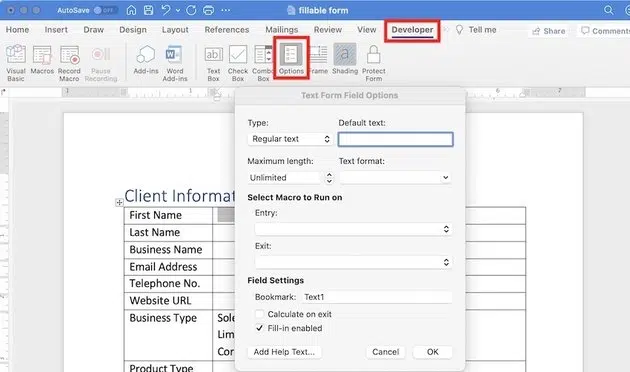 AutoSave OFF fillable form
Home Insert Draw Design Layout References Mailings Review View Developer Tell me Share Comments
Visual Basic Macros Record Macro Pause Recording Add-ins Word Add-ins Text Box Check Box Combo Box Options Frame Shading Protect Form
Text Form Field Options
Type: Default text:
Regular text
Maximum length: Text format:
Unlimited
Select Macro to Run on
Entry:
Exit:
Field Settings
Bookmark: Text1
Calculate on exit
Fill-in enabled
Add Help Text... Cancel OK
Client Informat
First Name
Last Name
Business Name
Email Address
Telephone No.
Website URL
Business Type Sole
Lim
Cor
Product Type